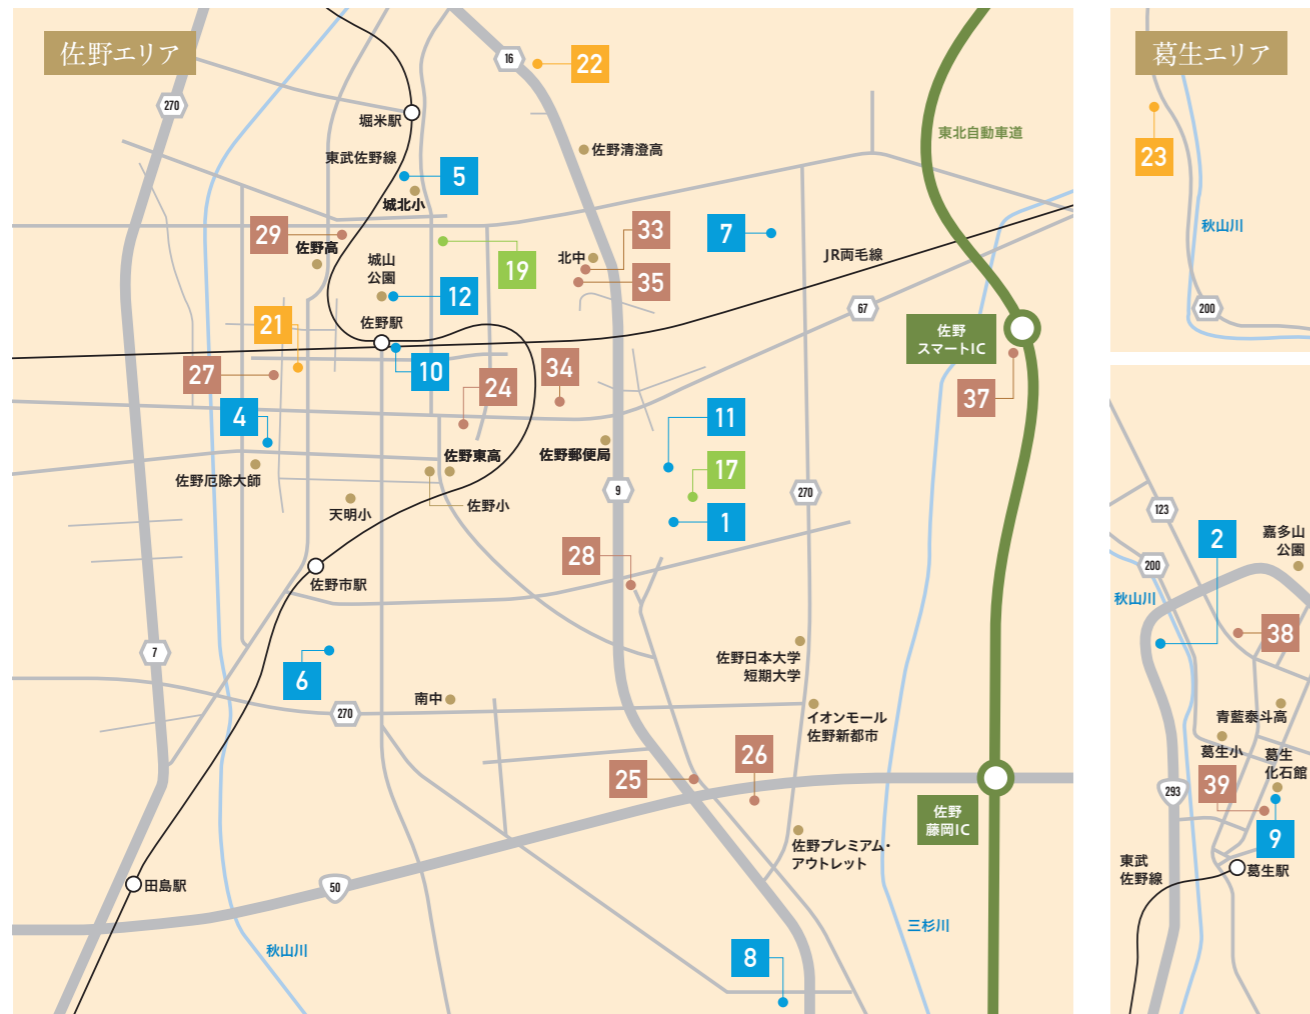 佐野エリア
16
22
270
堀米駅
東武佐野線
佐野清澄高
東北自動車道
5
城北小
29
佐野高
19
33
7
北中
35
JR両毛線
城山
公園
12
21
佐野駅
67
佐野
スマートIC
27
10
34
24
37
4
11
佐野東高
佐野郵便局
17
佐野厄除大師
9
270
天明小
佐野小
1
28
佐野市駅
7
6
佐野日本大学
短期大学
南中
270
イオンモール
佐野新都市
26
25
佐野
藤岡IC
佐野プレミアム・
アウトレット
50
田島駅
秋山川
三杉川
8
葛生エリア
23
秋山川
200
123
2
嘉多山
公園
200
秋山川
38
青藍泰斗高
葛生小
葛生
化石館
39
293
9
東武
佐野線
葛生駅